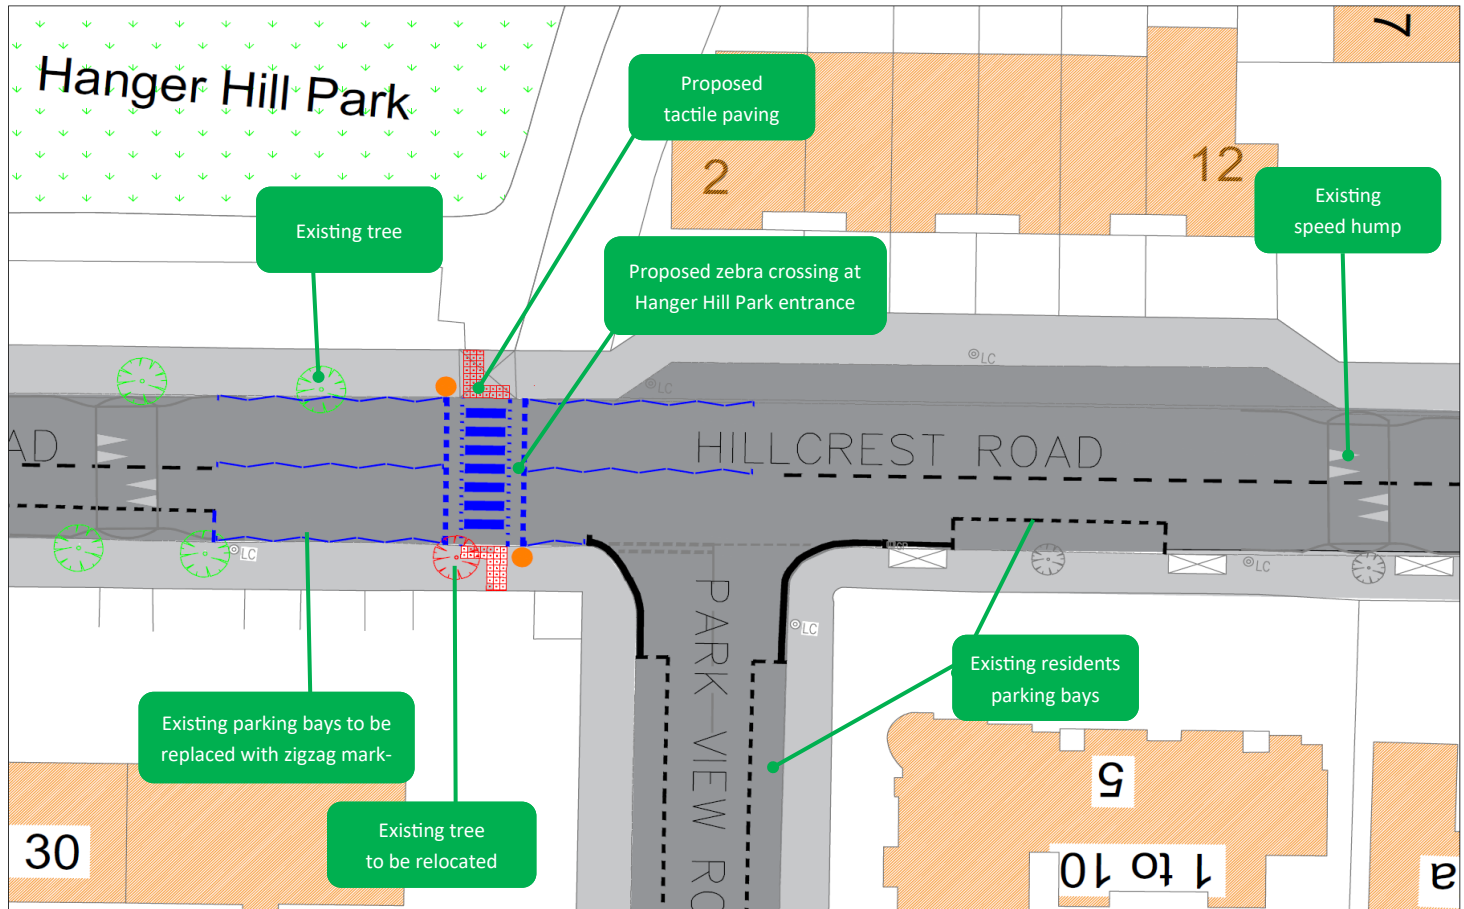 Hanger Hill Park
7
Proposed
tactile paving
2
12
Existing
speed hump
Existing tree
Proposed zebra crossing at
Hanger Hill Park entrance
LC
LC
AD
HILLCREST ROAD
LC
LC
LC
PARK VIEW RO
Existing residents
parking bays
Existing parking bays to be
replaced with zigzag mark-
Existing tree
to be relocated
30
5
1 to 10
a